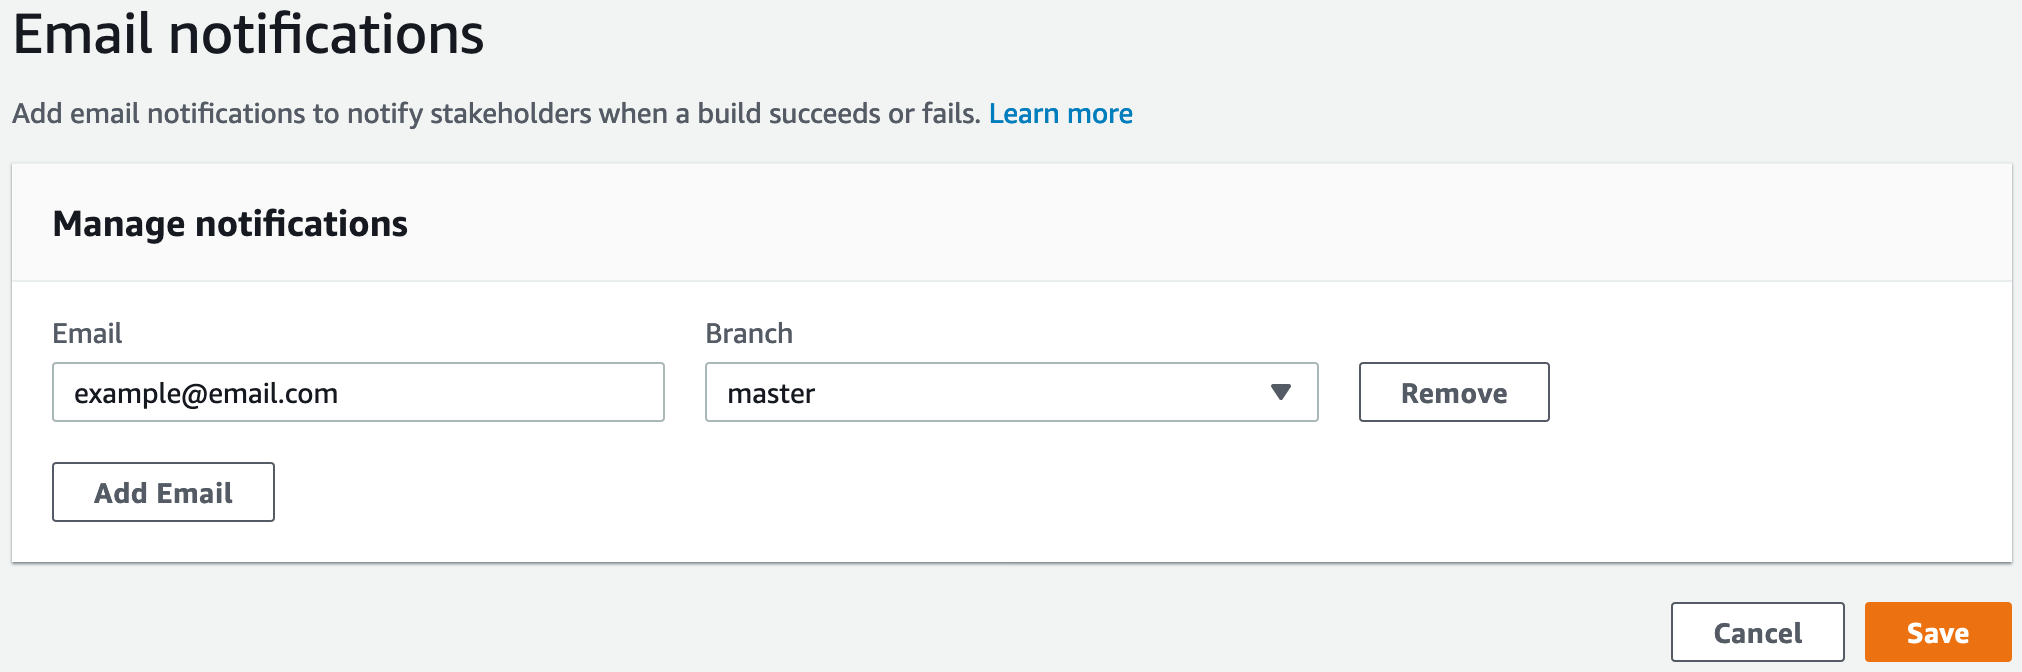 Email notifications
Add email notifications to notify stakeholders when a build succeeds or fails. Learn more
Manage notifications
Email Branch
example@email.com master Remove
Add Email
Cancel Save